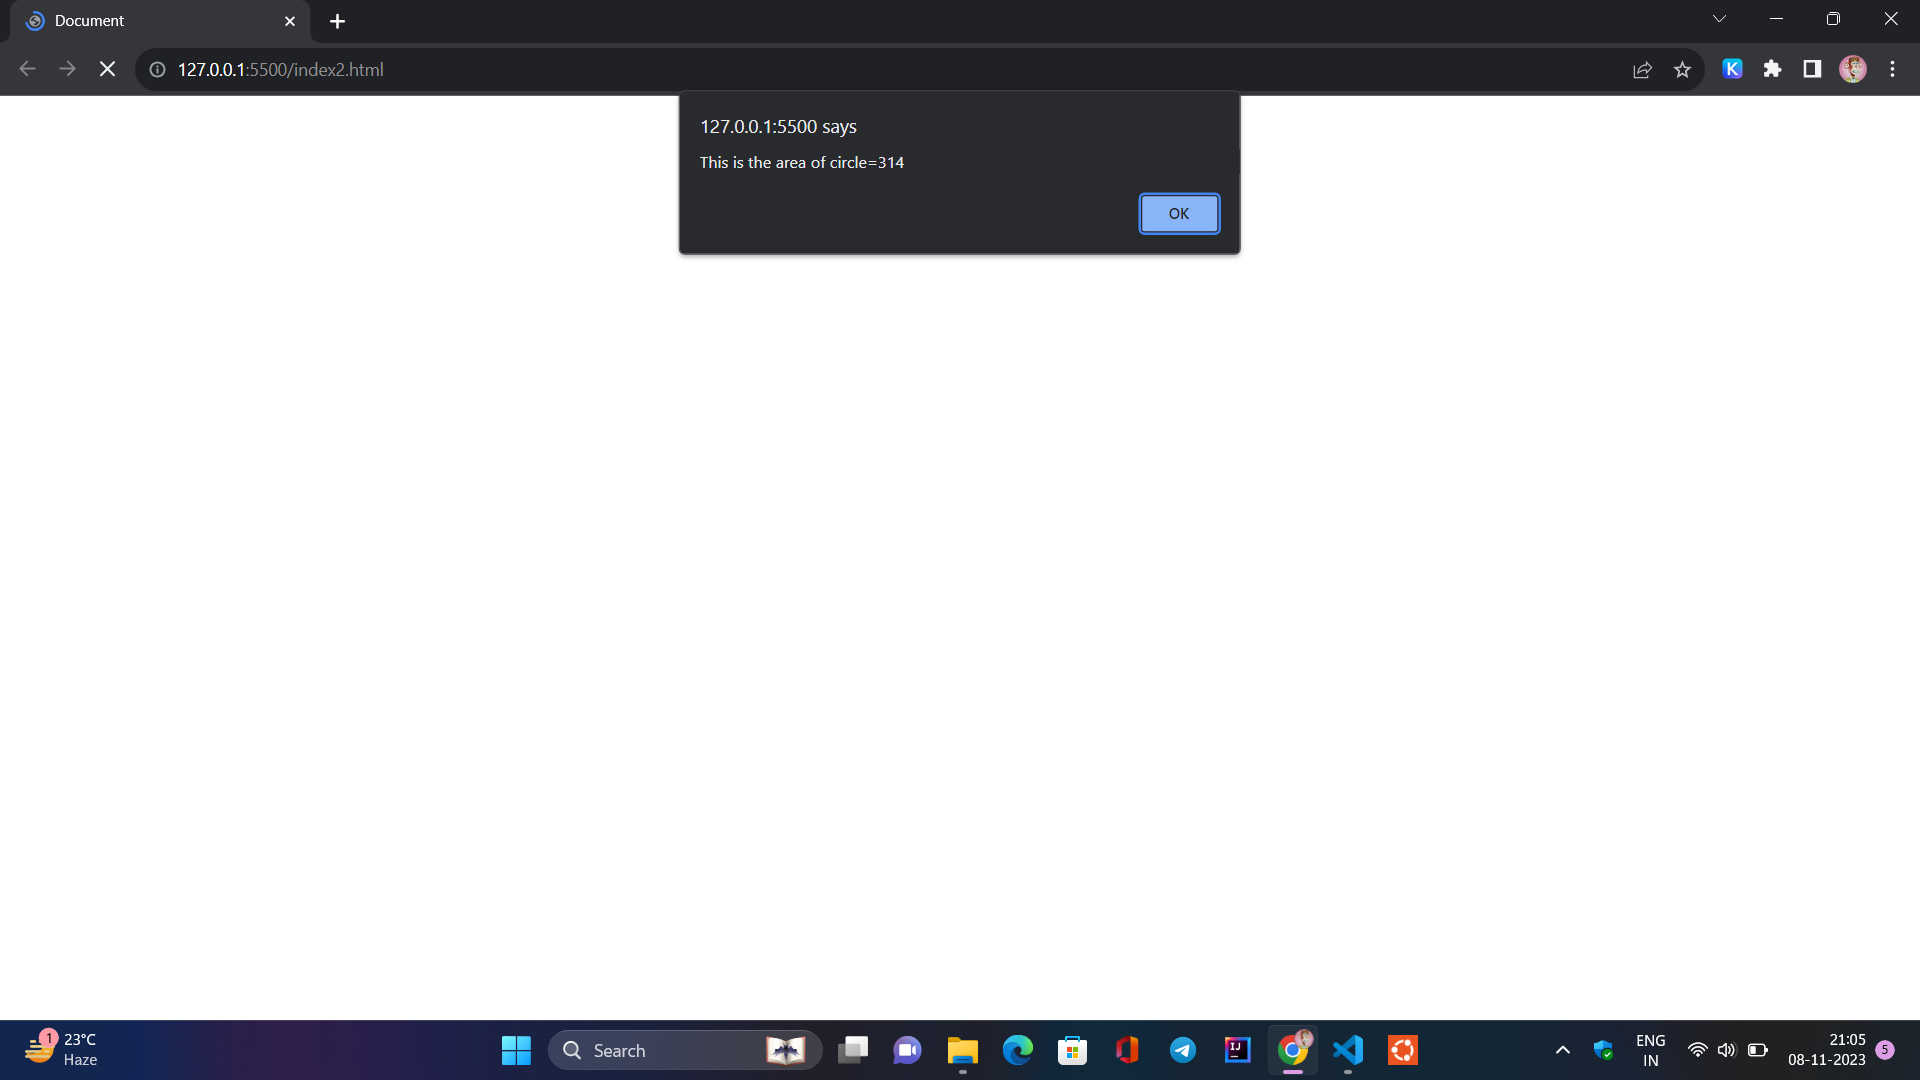 Document
127.0.0.1:5500/index2.html
K
127.0.0.1:5500 says
This is the area of circle=314
OK
1
23°C
Haze
Search
IJ
ENG
IN
21:05
08-11-2023
5